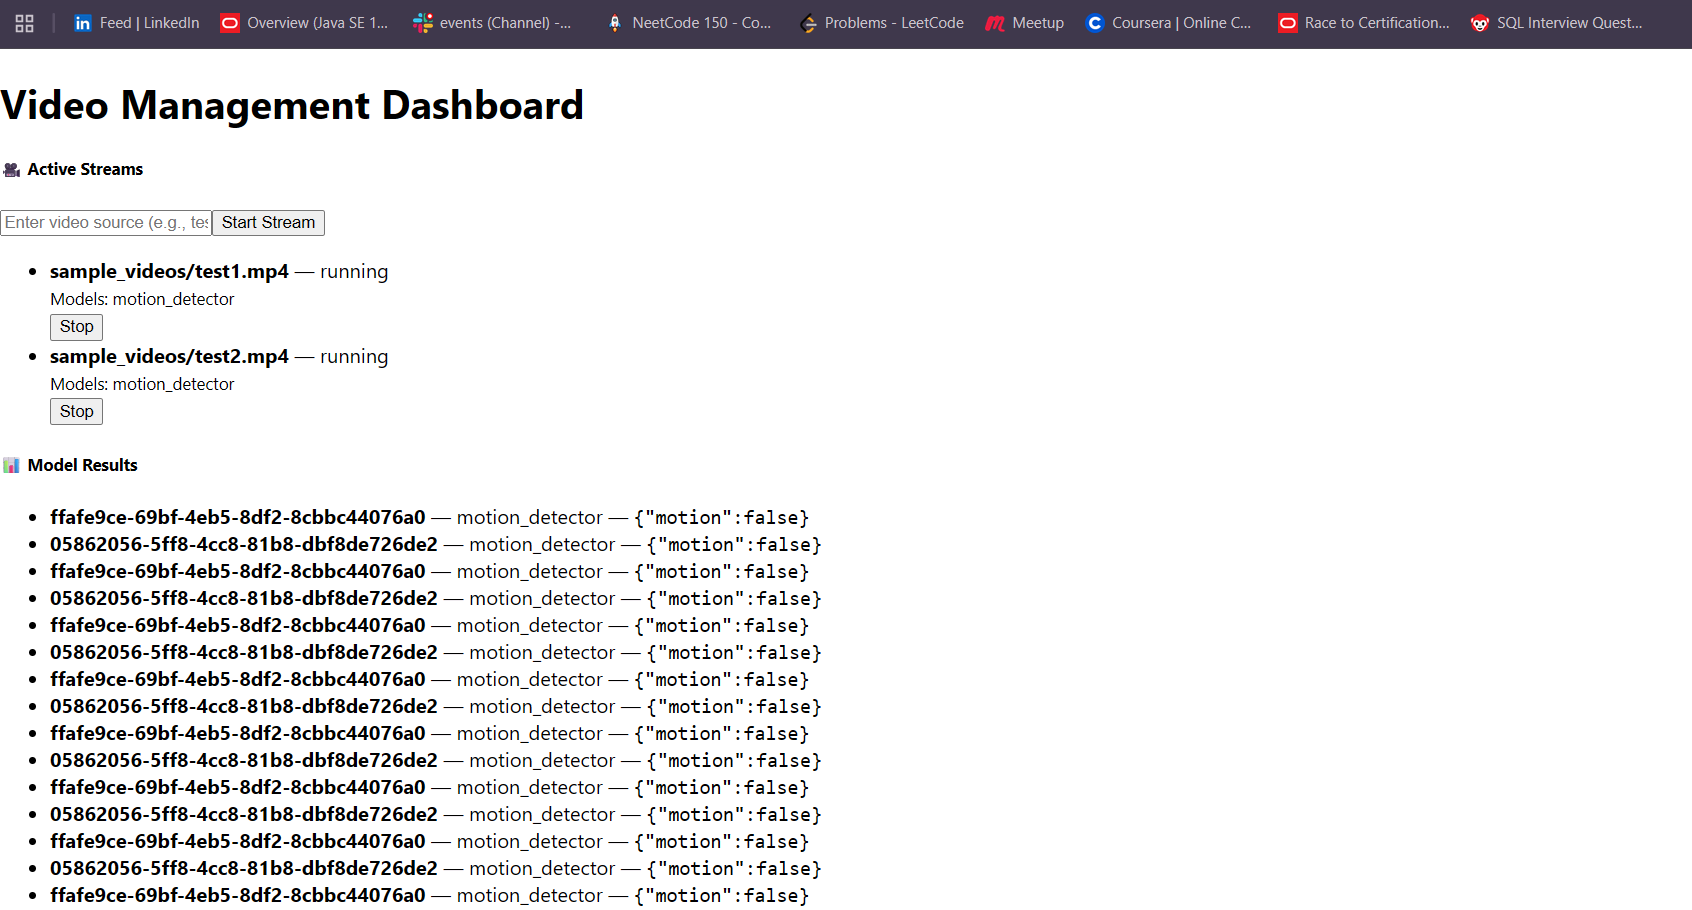 Feed | LinkedIn Overview (Java SE 1... events (Channel) -... NeetCode 150 - Co... Problems - LeetCode Meetup Coursera | Online C... Race to Certification... SQL Interview Quest...
Video Management Dashboard
Active Streams
Enter video source (e.g., tes Start Stream
sample_videos/test1.mp4 — running
Models: motion_detector
Stop
sample_videos/test2.mp4 — running
Models: motion_detector
Stop
Model Results
ffafe9ce-69bf-4eb5-8df2-8cbbc44076a0 — motion_detector — {"motion":false}
05862056-5ff8-4cc8-81b8-dbf8de726de2 — motion_detector — {"motion":false}
ffafe9ce-69bf-4eb5-8df2-8cbbc44076a0 — motion_detector — {"motion":false}
05862056-5ff8-4cc8-81b8-dbf8de726de2 — motion_detector — {"motion":false}
ffafe9ce-69bf-4eb5-8df2-8cbbc44076a0 — motion_detector — {"motion":false}
05862056-5ff8-4cc8-81b8-dbf8de726de2 — motion_detector — {"motion":false}
ffafe9ce-69bf-4eb5-8df2-8cbbc44076a0 — motion_detector — {"motion":false}
05862056-5ff8-4cc8-81b8-dbf8de726de2 — motion_detector — {"motion":false}
ffafe9ce-69bf-4eb5-8df2-8cbbc44076a0 — motion_detector — {"motion":false}
05862056-5ff8-4cc8-81b8-dbf8de726de2 — motion_detector — {"motion":false}
ffafe9ce-69bf-4eb5-8df2-8cbbc44076a0 — motion_detector — {"motion":false}
05862056-5ff8-4cc8-81b8-dbf8de726de2 — motion_detector — {"motion":false}
ffafe9ce-69bf-4eb5-8df2-8cbbc44076a0 — motion_detector — {"motion":false}
05862056-5ff8-4cc8-81b8-dbf8de726de2 — motion_detector — {"motion":false}
ffafe9ce-69bf-4eb5-8df2-8cbbc44076a0 — motion_detector — {"motion":false}